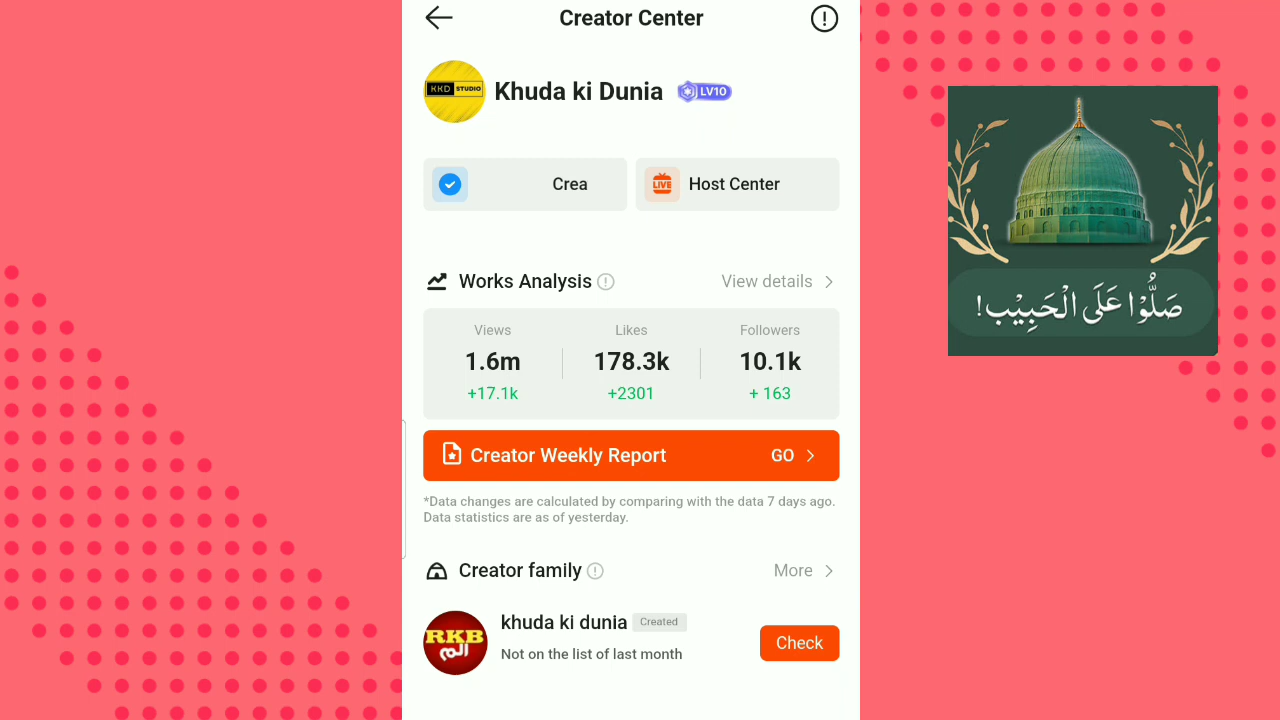 Creator Center
KKD STUDIO
Khuda ki Dunia
LV10
Crea
LIVE
Host Center
Works Analysis
View details
Views Likes Followers
1.6m 178.3k 10.1k
+17.1k +2301 + 163
Creator Weekly Report GO
*Data changes are calculated by comparing with the data 7 days ago.
Data statistics are as of yesterday.
Creator family
More
RKB
الم
khuda ki dunia Created
Not on the list of last month
Check
صَلُّوْا عَلَى الْحَبِيْب!